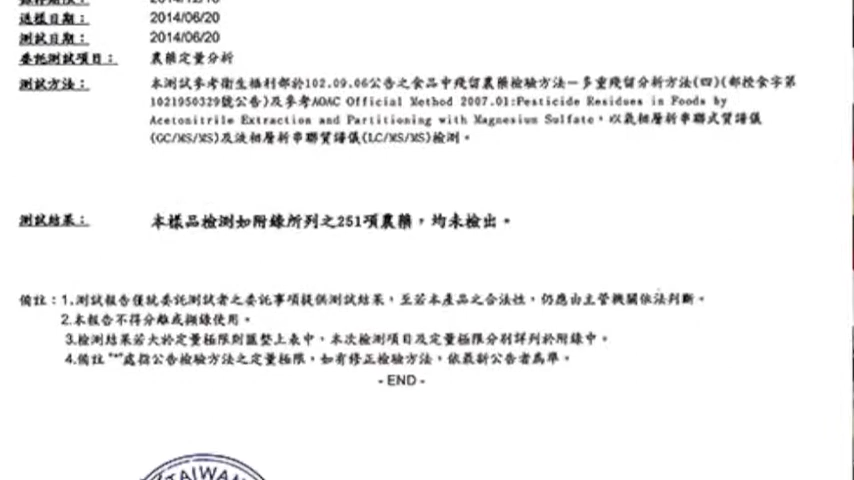 2014/12/18
送樣日期： 2014/06/20
測試日期： 2014/06/20
委託測試項目： 農藥定量分析
測試方法： 本測試參考衛生福利部於102.09.06公告之食品中殘留農藥檢驗方法－多重殘留分析方法(四)(部授食字第
1021950329號公告)及參考AOAC Official Method 2007.01:Pesticide Residues in Foods by
Acetonitrile Extraction and Partitioning with Magnesium Sulfate，以氣相層析串聯式質譜儀
(GC/MS/MS)及液相層析串聯質譜儀(LC/MS/MS)檢測。
測試結果： 本樣品檢測如附錄所列之251項農藥，均未檢出。
備註：1.測試報告僅就委託測試者之委託事項提供測試結果，至若本產品之合法性，仍應由主管機關依法判斷。
2.本報告不得分離或擷錄使用。
3.檢測結果若大於定量極限則匯整上表中，本次檢測項目及定量極限分別詳列於附錄中。
4.備註"*"處指公告檢驗方法之定量極限，如有修正檢驗方法，依最新公告者為準。
- END -
TAIWAN